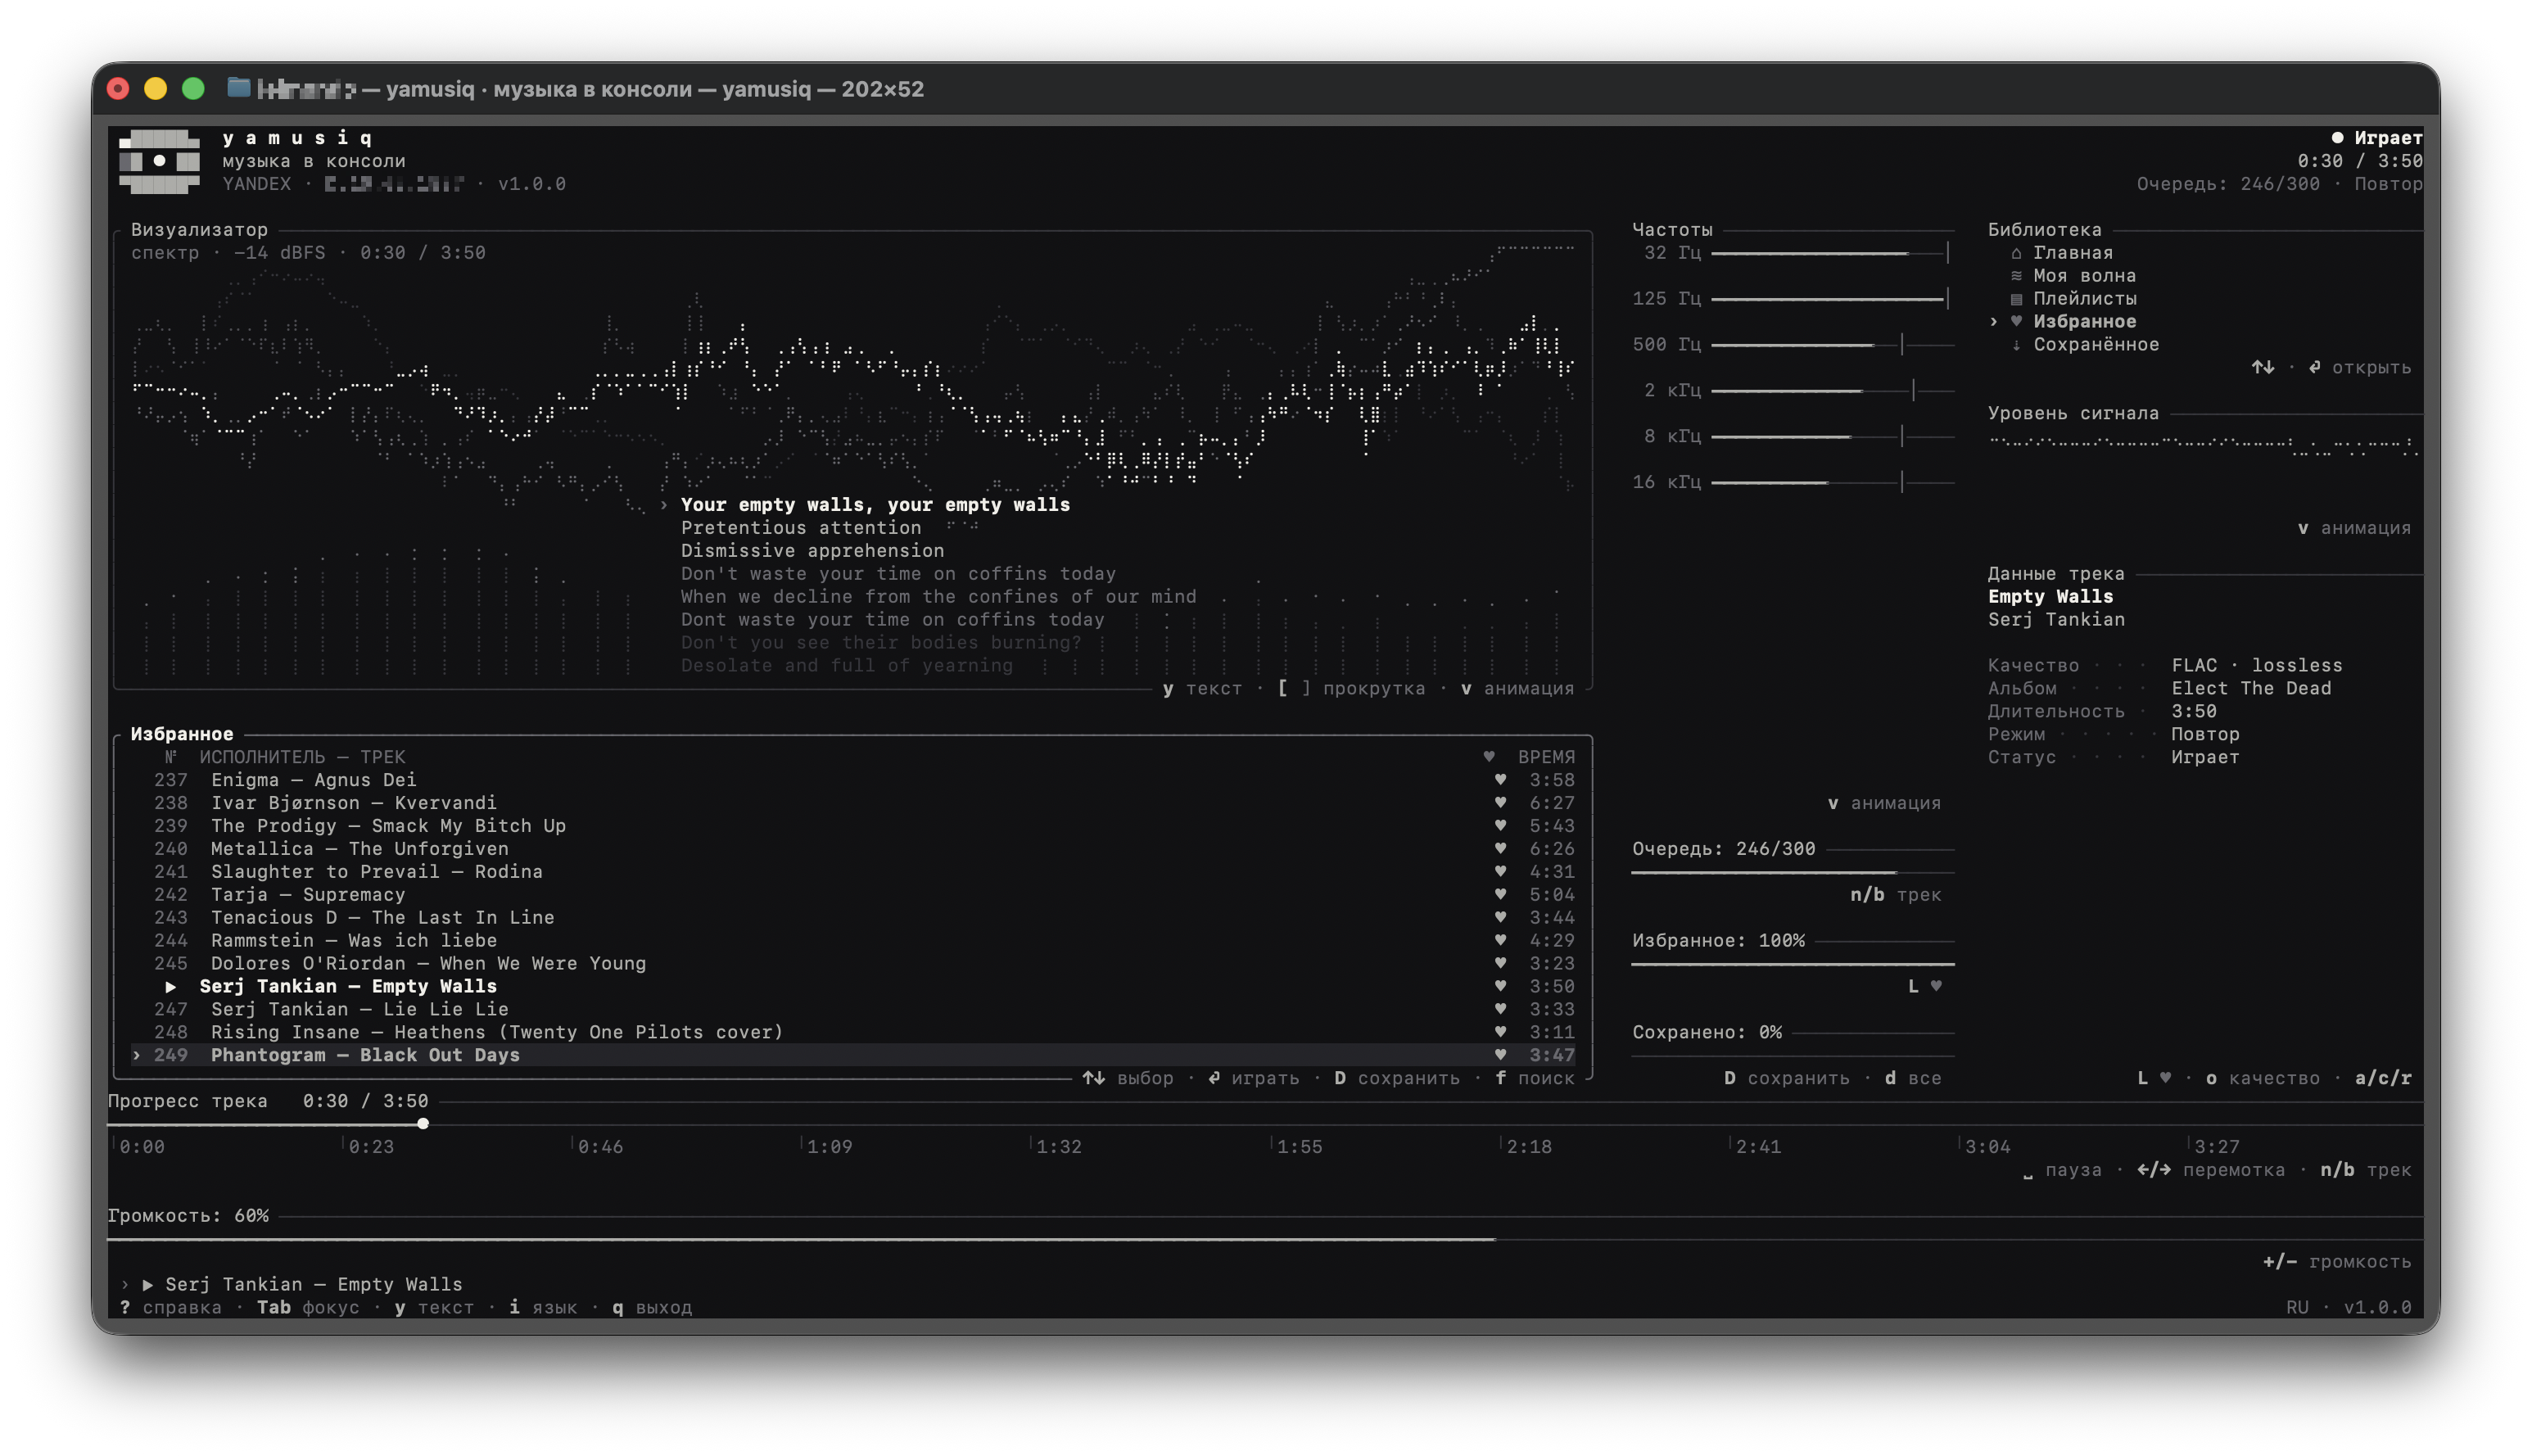 — yamusiq · музыка в консоли — yamusiq — 202×52
y a m u s i q
музыка в консоли
YANDEX · · v1.0.0
● Играет
0:30 / 3:50
Очередь: 246/300 · Повтор
Визуализатор
спектр · −14 dBFS · 0:30 / 3:50
› Your empty walls, your empty walls
Pretentious attention
Dismissive apprehension
Don't waste your time on coffins today
When we decline from the confines of our mind
Dont waste your time on coffins today
Don't you see their bodies burning?
Desolate and full of yearning
y текст · [ ] прокрутка · v анимация
Частоты
32 Гц
125 Гц
500 Гц
2 кГц
8 кГц
16 кГц
v анимация
Библиотека
⌂ Главная
≋ Моя волна
▤ Плейлисты
› ♥ Избранное
↓ Сохранённое
↑↓ · ↲ открыть
Уровень сигнала
v анимация
Данные трека
Empty Walls
Serj Tankian
Качество · · · FLAC · lossless
Альбом · · · · Elect The Dead
Длительность · 3:50
Режим · · · · · Повтор
Статус · · · · Играет
Избранное
№ ИСПОЛНИТЕЛЬ — ТРЕК ♥ ВРЕМЯ
237 Enigma — Agnus Dei ♥ 3:58
238 Ivar Bjørnson — Kvervandi ♥ 6:27
239 The Prodigy — Smack My Bitch Up ♥ 5:43
240 Metallica — The Unforgiven ♥ 6:26
241 Slaughter to Prevail — Rodina ♥ 4:31
242 Tarja — Supremacy ♥ 5:04
243 Tenacious D — The Last In Line ♥ 3:44
244 Rammstein — Was ich liebe ♥ 4:29
245 Dolores O'Riordan — When We Were Young ♥ 3:23
▶ Serj Tankian — Empty Walls ♥ 3:50
247 Serj Tankian — Lie Lie Lie ♥ 3:33
248 Rising Insane — Heathens (Twenty One Pilots cover) ♥ 3:11
› 249 Phantogram — Black Out Days ♥ 3:47
↑↓ выбор · ↲ играть · D сохранить · f поиск
Очередь: 246/300
n/b трек
Избранное: 100%
L ♥
Сохранено: 0%
D сохранить · d все
L ♥ · o качество · a/c/r
Прогресс трека 0:30 / 3:50
0:00 0:23 0:46 1:09 1:32 1:55 2:18 2:41 3:04 3:27
␣ пауза · ←/→ перемотка · n/b трек
Громкость: 60%
+/− громкость
› ▶ Serj Tankian — Empty Walls
? справка · Tab фокус · y текст · i язык · q выход
RU · v1.0.0